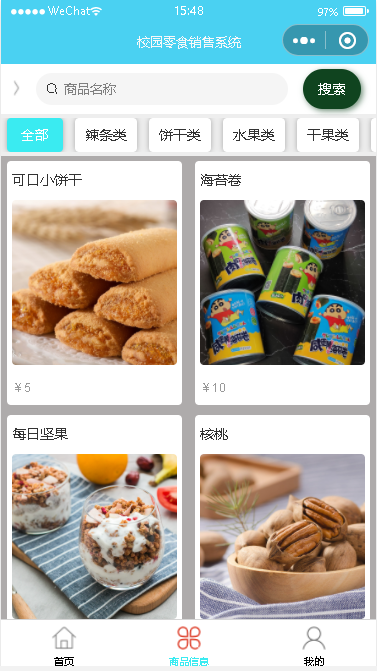 WeChat 15:48 97%
校园零食销售系统
商品名称 搜索
全部 辣条类 饼干类 水果类 干果类
可口小饼干 海苔卷
￥5 ￥10
每日坚果 核桃
首页 商品信息 我的